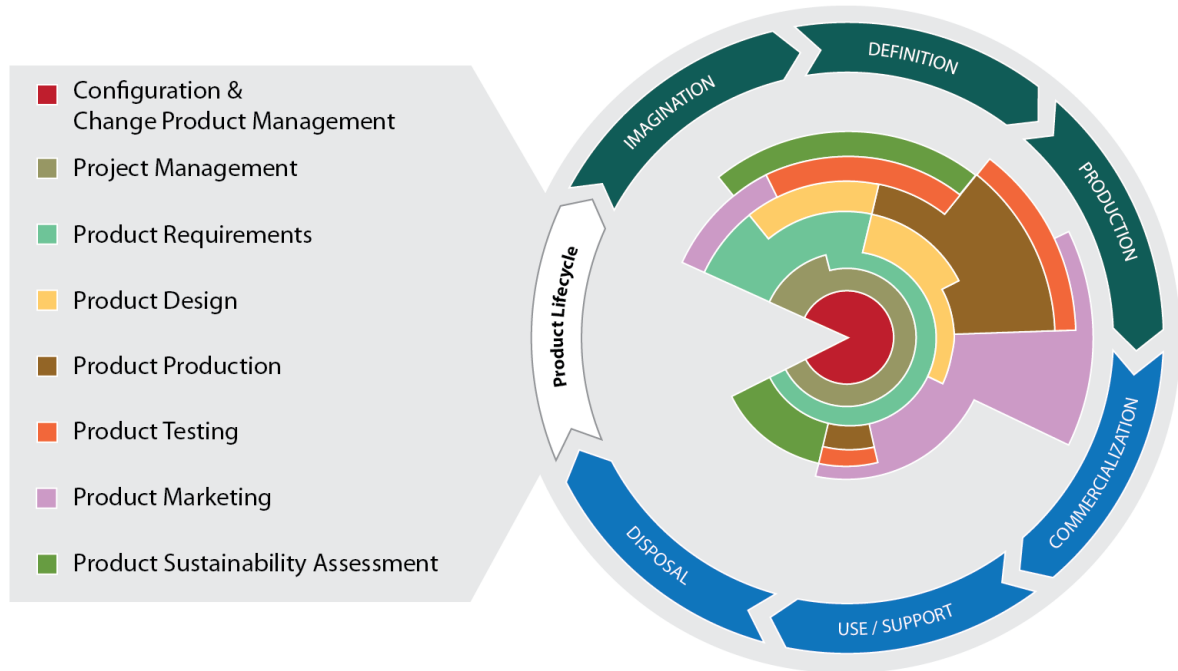 Configuration &
Change Product Management
Project Management
Product Requirements
Product Design
Product Production
Product Testing
Product Marketing
Product Sustainability Assessment
Product Lifecycle
IMAGINATION
DEFINITION
PRODUCTION
COMMERCIALIZATION
USE / SUPPORT
DISPOSAL